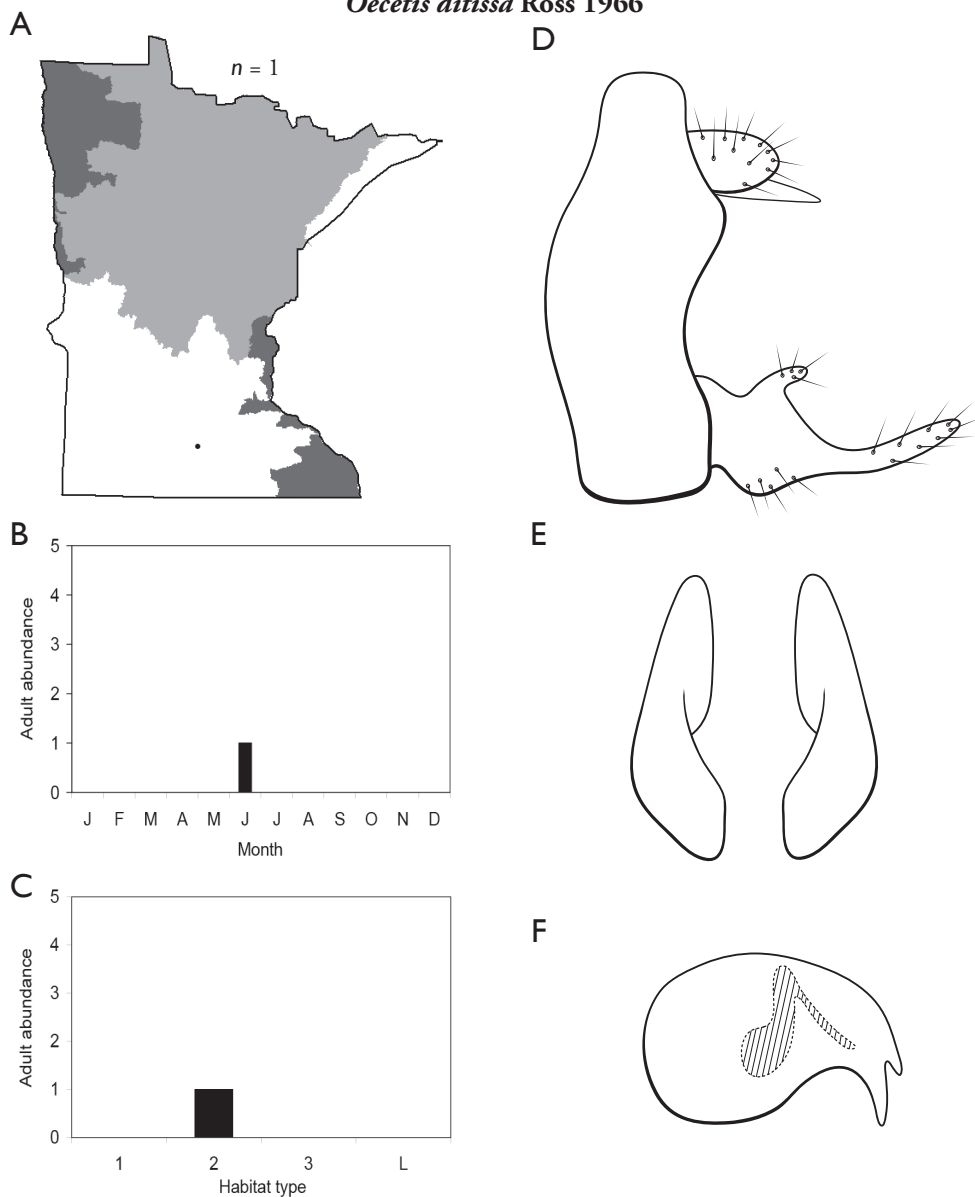 Oecetis ditissa Ross 1966
A
n = 1
D
B
5
4
3
2
1
0
Adult abundance
J F M A M J J A S O N D
Month
C
5
4
3
2
1
0
Adult abundance
1 2 3 L
Habitat type
E
F